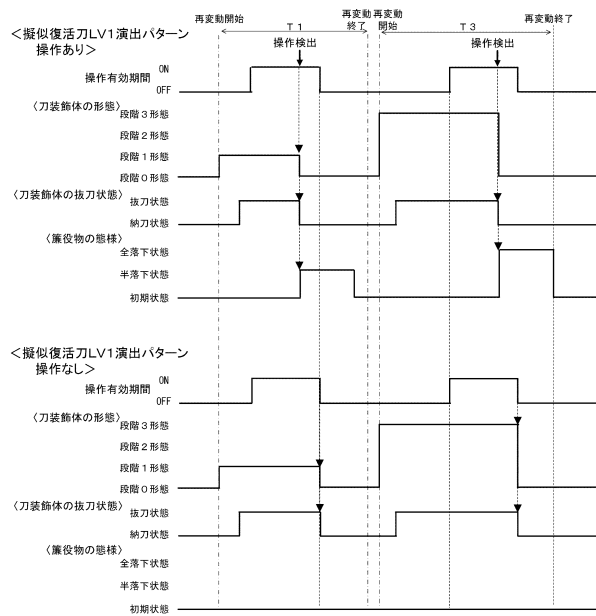 ＜擬似復活刀LV1演出パターン
操作あり＞
再変動開始
T1
再変動
終了
再変動
開始
T3
再変動終了
操作検出
操作検出
操作有効期間
ON
OFF
〈刀装飾体の形態〉
段階3形態
段階2形態
段階1形態
段階0形態
〈刀装飾体の抜刀状態〉
抜刀状態
納刀状態
〈簾役物の態様〉
全落下状態
半落下状態
初期状態
＜擬似復活刀LV1演出パターン
操作なし＞
操作有効期間
ON
OFF
〈刀装飾体の形態〉
段階3形態
段階2形態
段階1形態
段階0形態
〈刀装飾体の抜刀状態〉
抜刀状態
納刀状態
〈簾役物の態様〉
全落下状態
半落下状態
初期状態